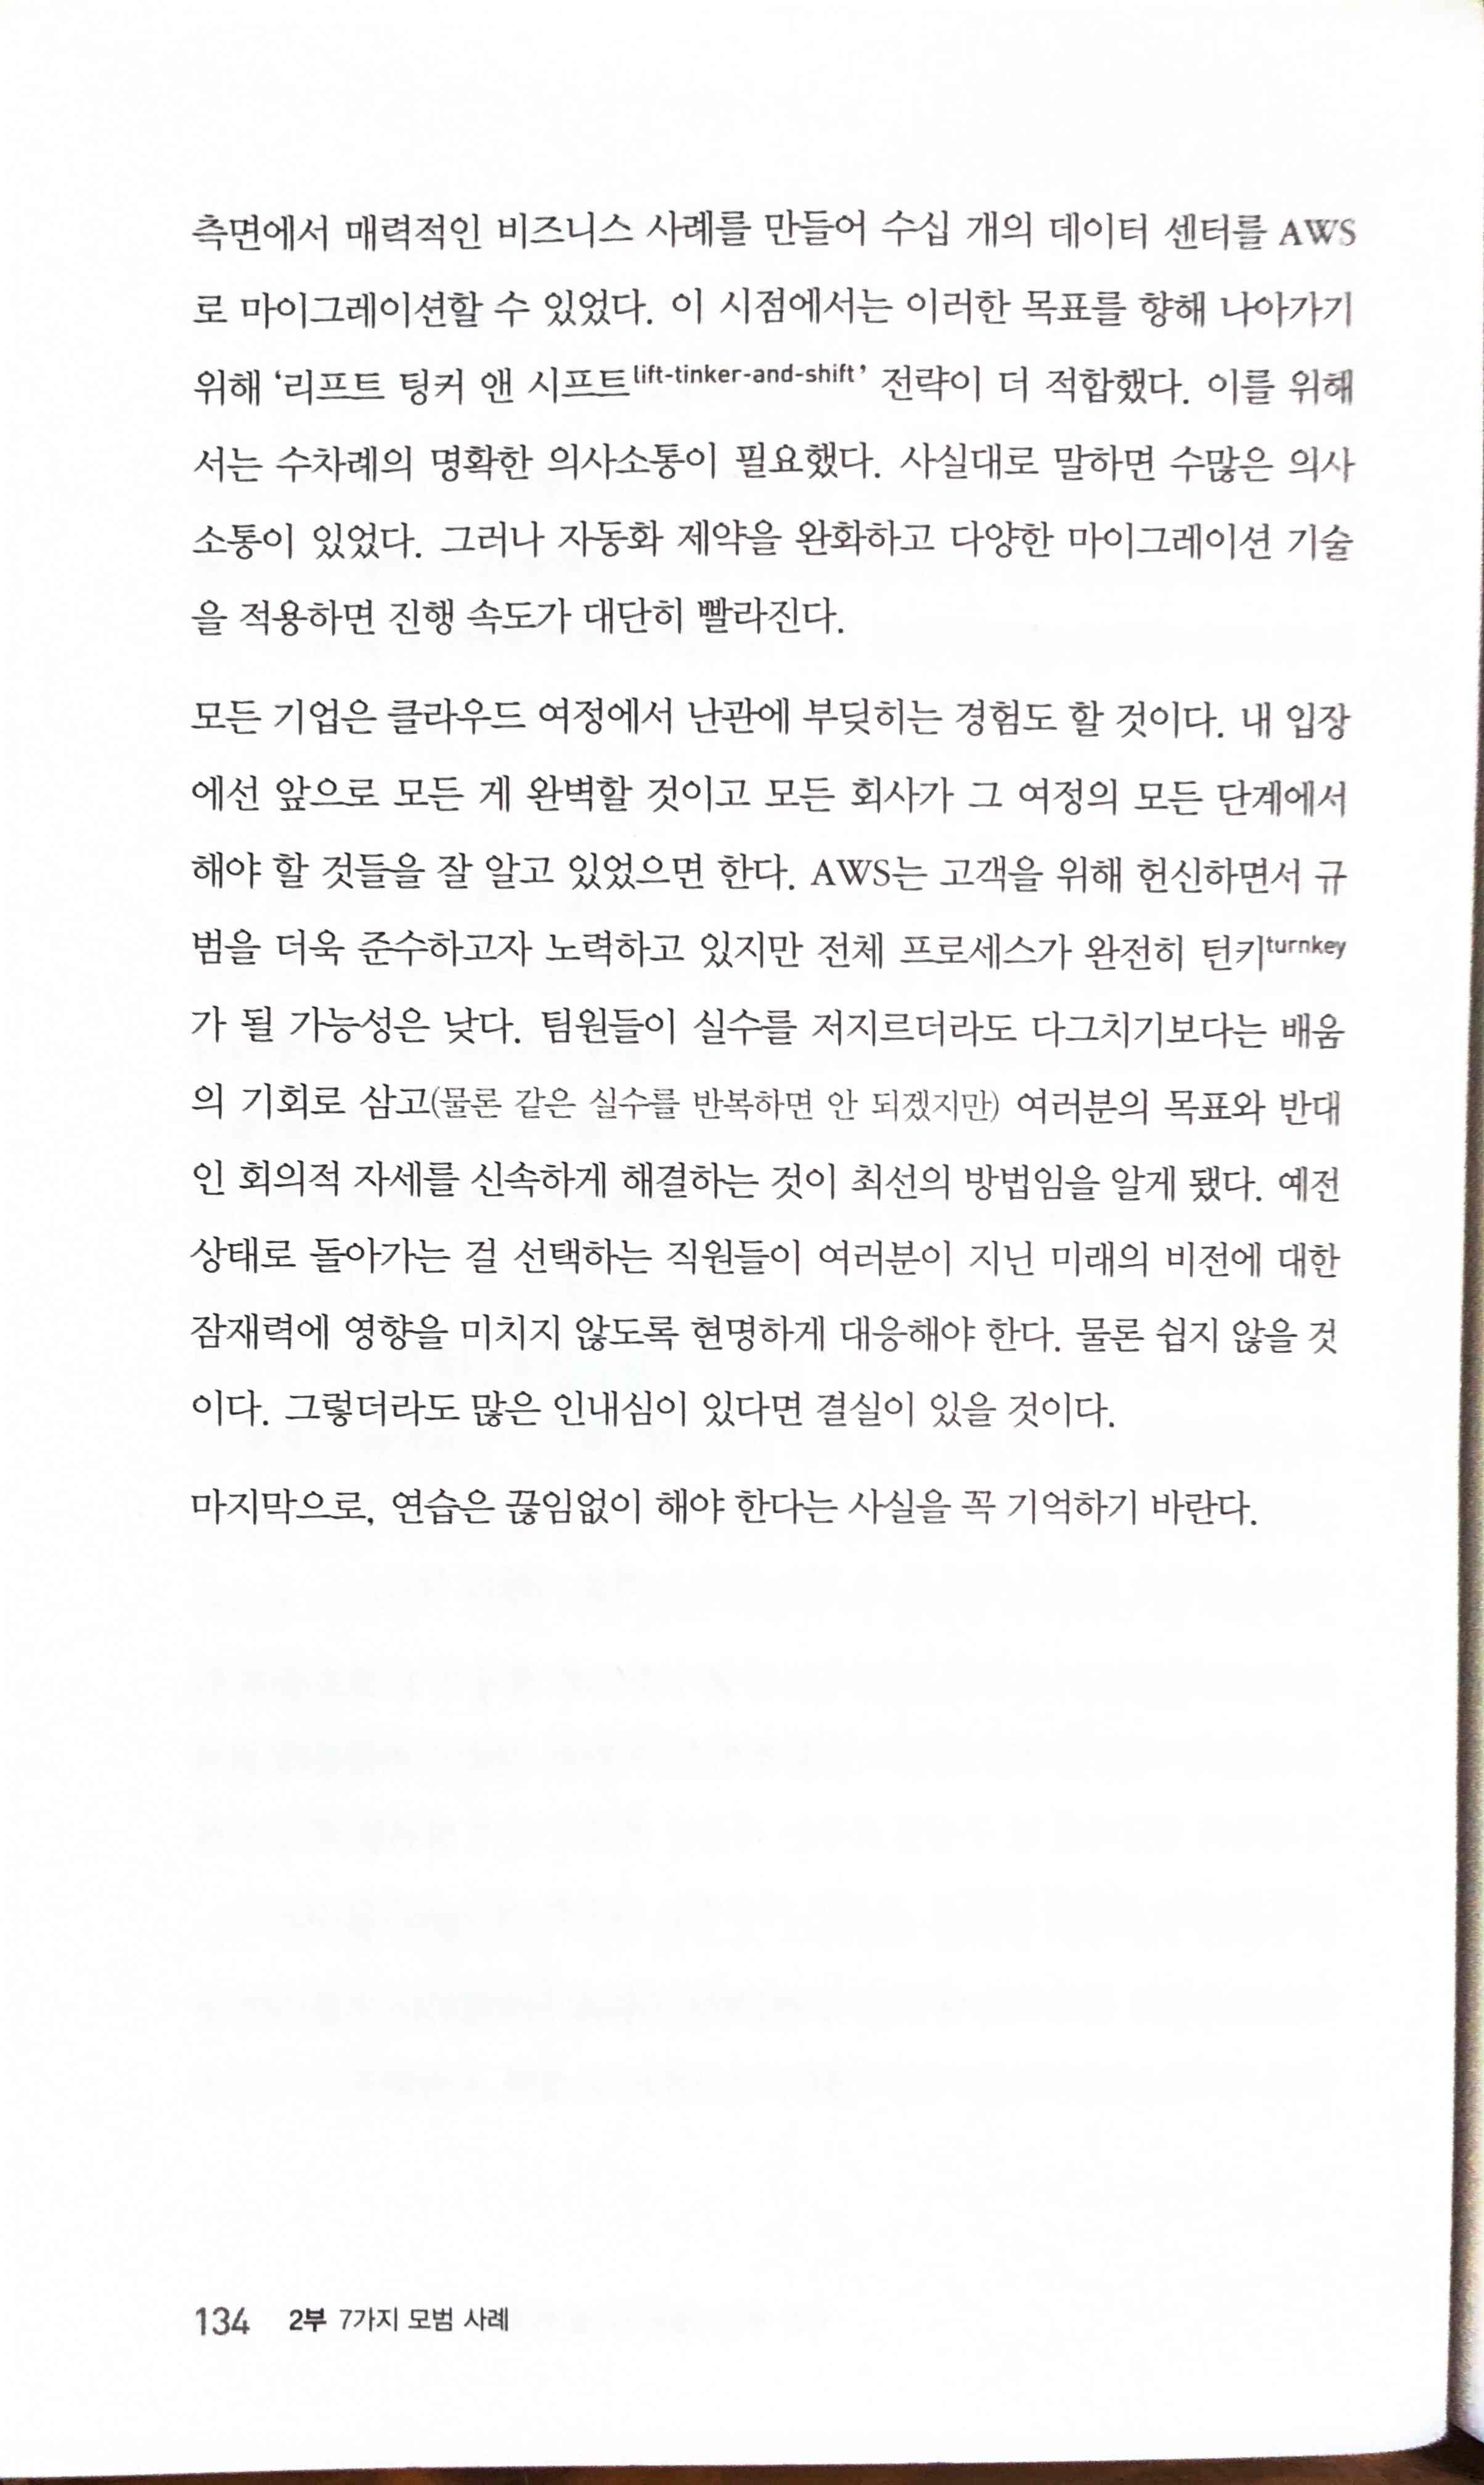 측면에서 매력적인 비즈니스 사례를 만들어 수십 개의 데이터 센터를 AWS
로 마이그레이션할 수 있었다. 이 시점에서는 이러한 목표를 향해 나아가기
위해 ‘리프트 팅커 앤 시프트lift-tinker-and-shift’ 전략이 더 적합했다. 이를 위해
서는 수차례의 명확한 의사소통이 필요했다. 사실대로 말하면 수많은 의사
소통이 있었다. 그러나 자동화 제약을 완화하고 다양한 마이그레이션 기술
을 적용하면 진행 속도가 대단히 빨라진다.
모든 기업은 클라우드 여정에서 난관에 부딪히는 경험도 할 것이다. 내 입장
에선 앞으로 모든 게 완벽할 것이고 모든 회사가 그 여정의 모든 단계에서
해야 할 것들을 잘 알고 있었으면 한다. AWS는 고객을 위해 헌신하면서 규
범을 더욱 준수하고자 노력하고 있지만 전체 프로세스가 완전히 턴키turnkey
가 될 가능성은 낮다. 팀원들이 실수를 저지르더라도 다그치기보다는 배움
의 기회로 삼고(물론 같은 실수를 반복하면 안 되겠지만) 여러분의 목표와 반대
인 회의적 자세를 신속하게 해결하는 것이 최선의 방법임을 알게 됐다. 예전
상태로 돌아가는 걸 선택하는 직원들이 여러분이 지닌 미래의 비전에 대한
잠재력에 영향을 미치지 않도록 현명하게 대응해야 한다. 물론 쉽지 않을 것
이다. 그렇더라도 많은 인내심이 있다면 결실이 있을 것이다.
마지막으로, 연습은 끊임없이 해야 한다는 사실을 꼭 기억하기 바란다.
134 2부 7가지 모범 사례